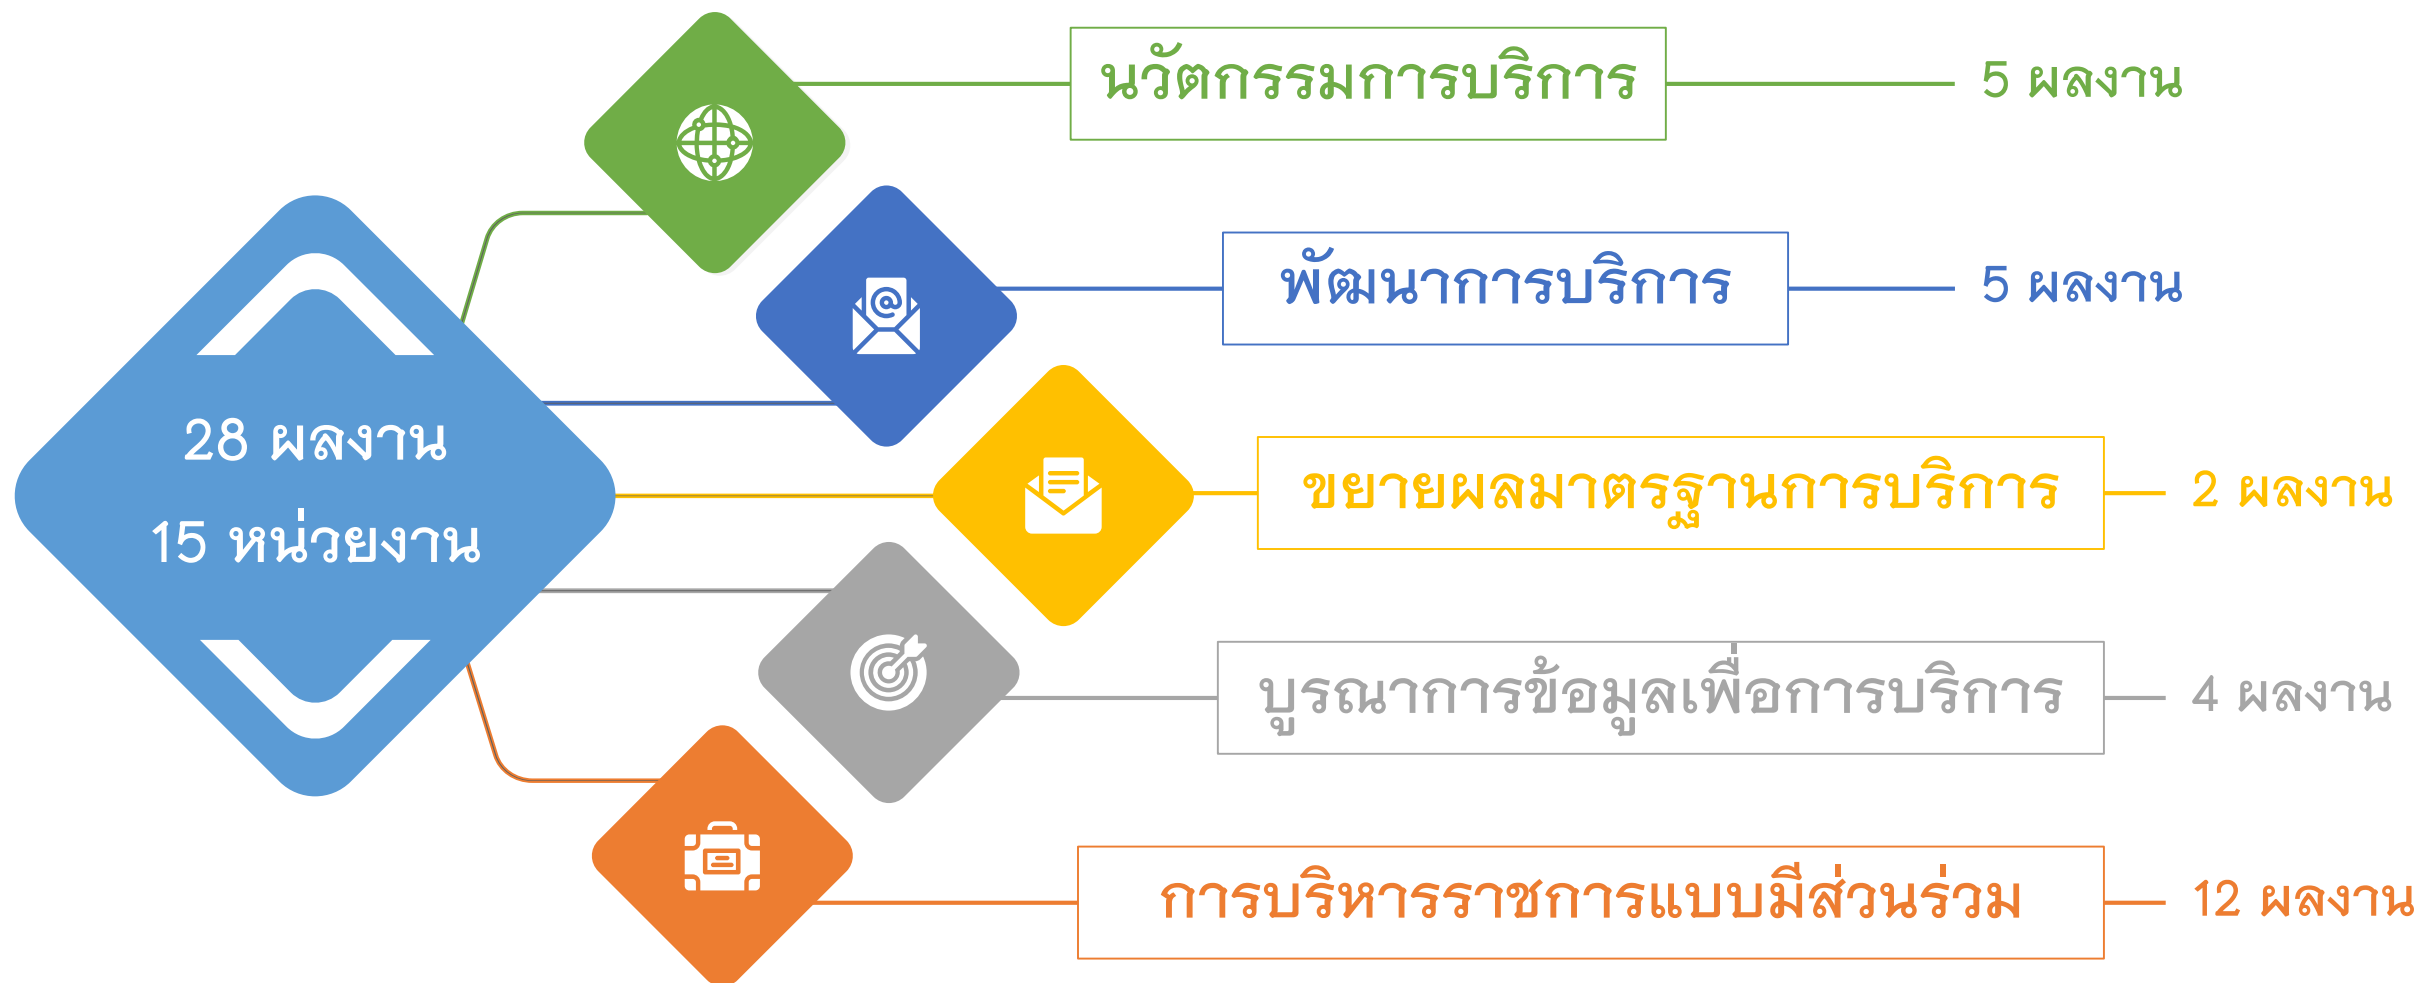 นวัตกรรมการบริการ 5 ผลงาน
พัฒนาการบริการ 5 ผลงาน
28 ผลงาน
15 หน่วยงาน
ขยายผลมาตรฐานการบริการ 2 ผลงาน
บูรณาการข้อมูลเพื่อการบริการ 4 ผลงาน
การบริหารราชการแบบมีส่วนร่วม 12 ผลงาน